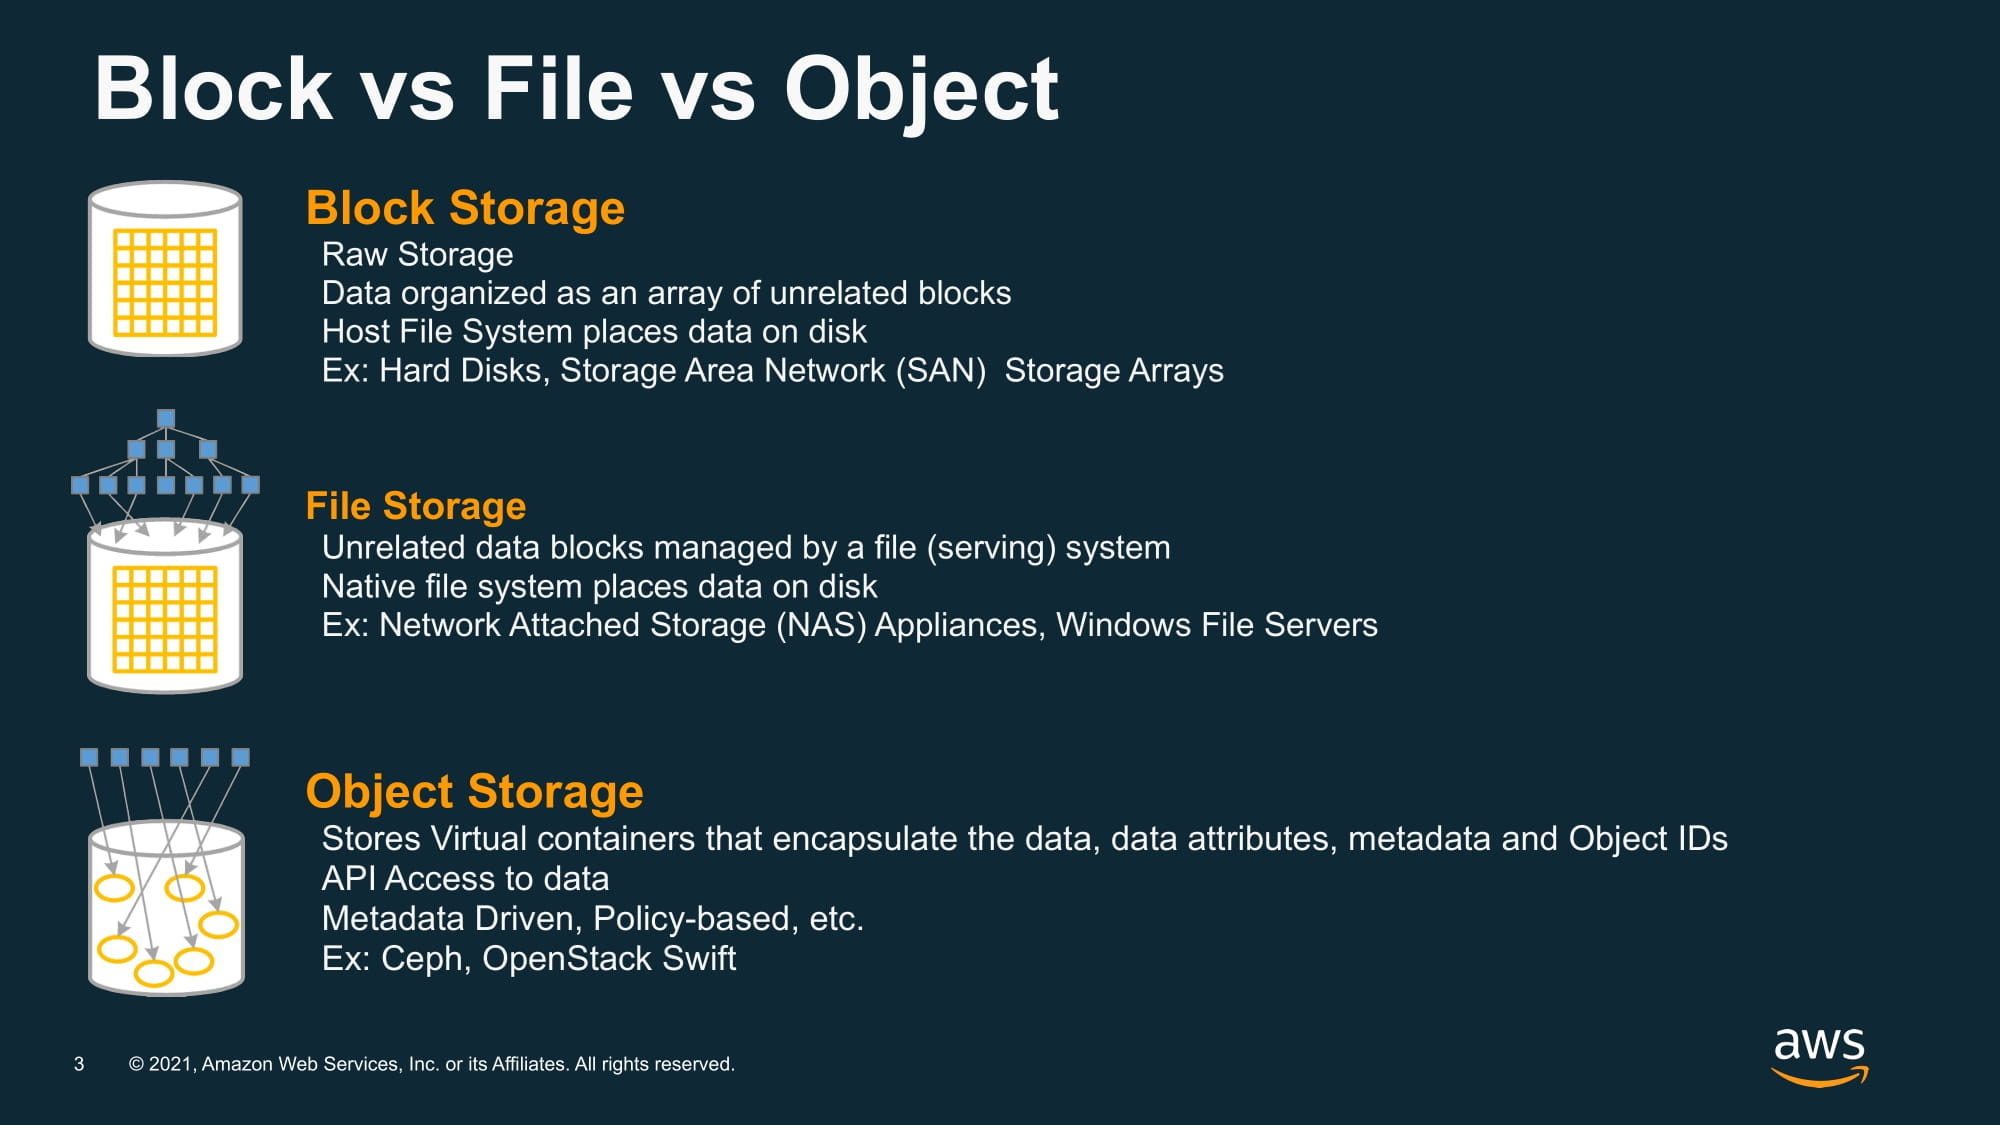 Block vs File vs Object
Block Storage
Raw Storage
Data organized as an array of unrelated blocks
Host File System places data on disk
Ex: Hard Disks, Storage Area Network (SAN)  Storage Arrays
File Storage
Unrelated data blocks managed by a file (serving) system
Native file system places data on disk
Ex: Network Attached Storage (NAS) Appliances, Windows File Servers
Object Storage
Stores Virtual containers that encapsulate the data, data attributes, metadata and Object IDs
API Access to data
Metadata Driven, Policy-based, etc.
Ex: Ceph, OpenStack Swift
3 © 2021, Amazon Web Services, Inc. or its Affiliates. All rights reserved.
aws